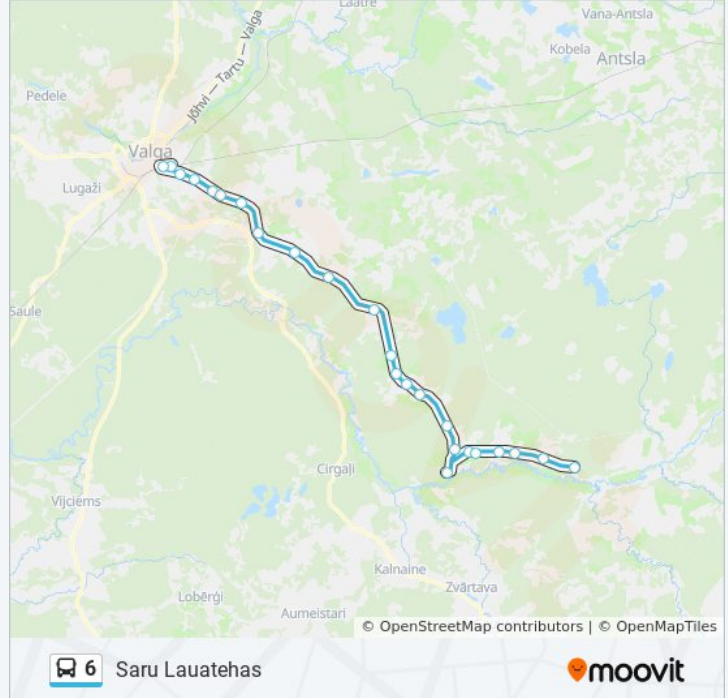 Laatre
Vana-Antsla
Kobela
Antsla
Jõhvi — Tartu — Valga
Pedele
Valga
Lugaži
Saule
Cirgaļi
Vijciems
Kalnaine
Zvārtava
Lobērģi
Aumeistari
© OpenStreetMap contributors | © OpenMapTiles
6 Saru Lauatehas
moovit